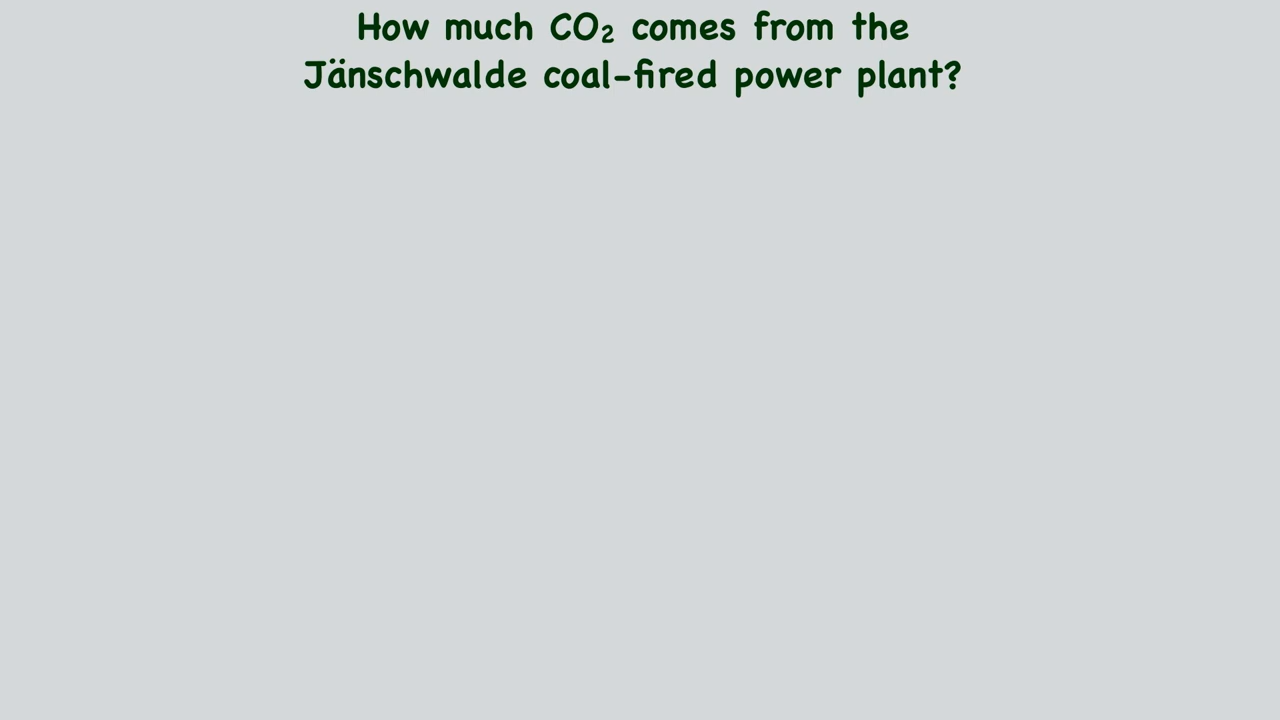 How much CO₂ comes from the
Jänschwalde coal-fired power plant?